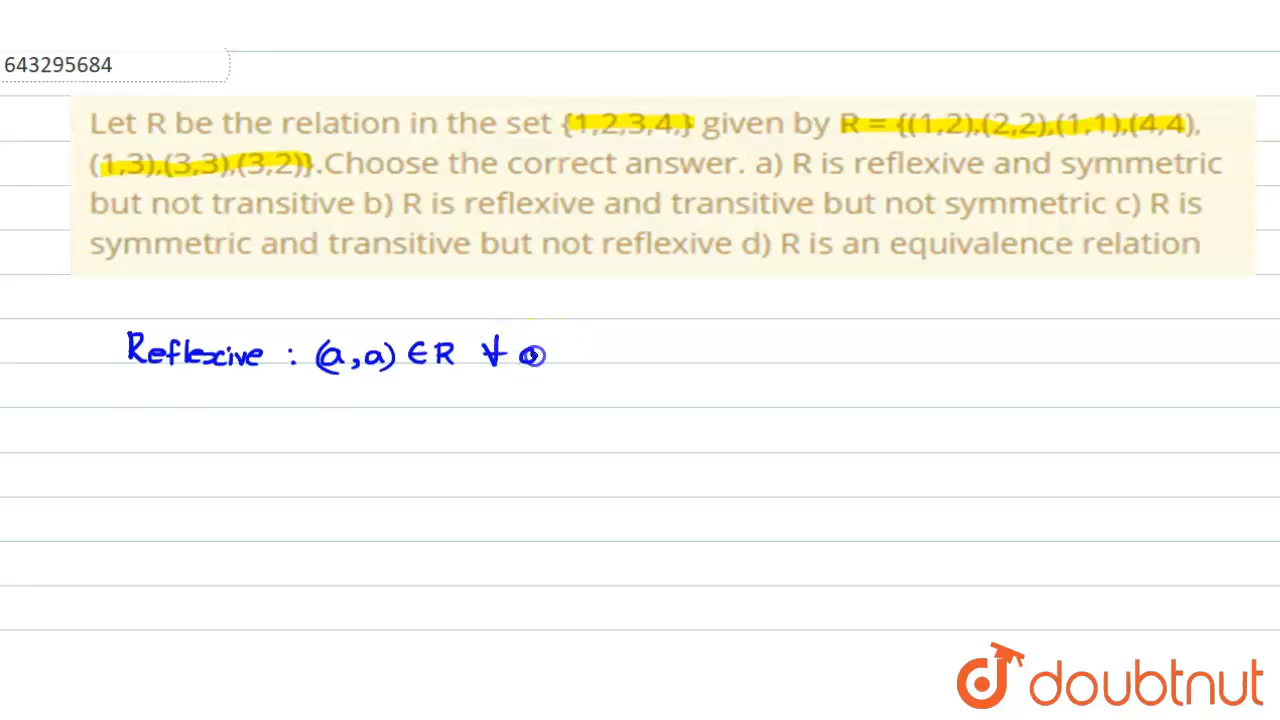 643295684
Let R be the relation in the set {1,2,3,4,} given by R = {(1,2),(2,2),(1,1),(4,4),
(1,3),(3,3),(3,2)}.Choose the correct answer. a) R is reflexive and symmetric
but not transitive b) R is reflexive and transitive but not symmetric c) R is
symmetric and transitive but not reflexive d) R is an equivalence relation
Reflexive : (a,a) ∈ R ∀ a
doubtnut